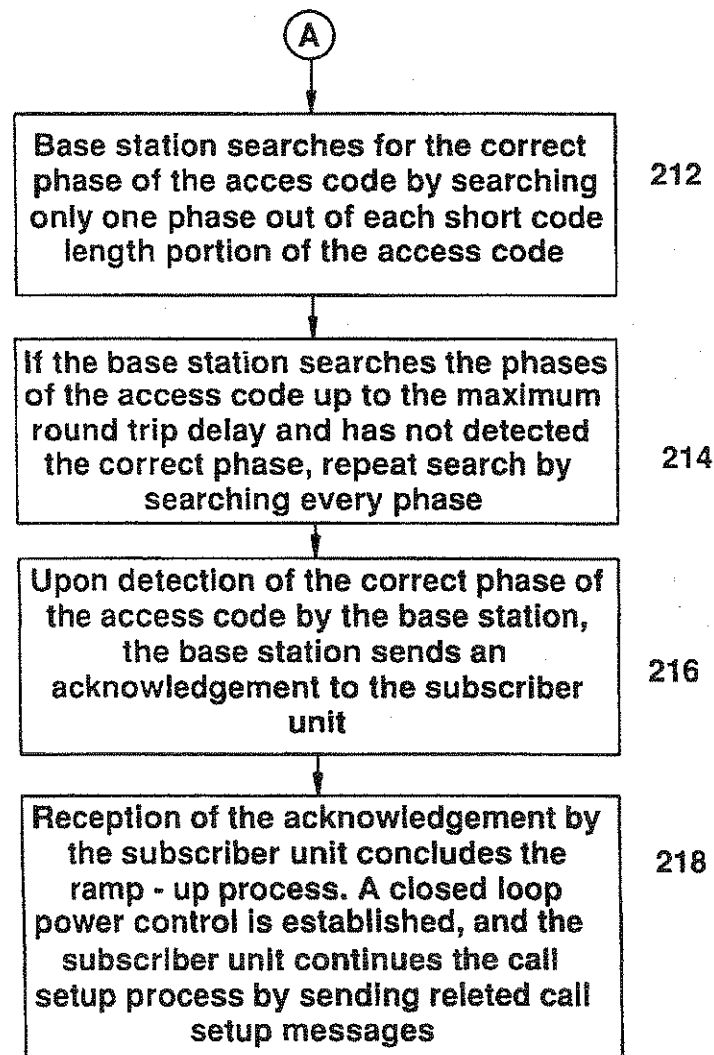 A
Base station searches for the correct
phase of the acces code by searching
only one phase out of each short code
length portion of the access code
212
If the base station searches the phases
of the access code up to the maximum
round trip delay and has not detected
the correct phase, repeat search by
searching every phase
214
Upon detection of the correct phase of
the access code by the base station,
the base station sends an
acknowledgement to the subscriber
unit
216
Reception of the acknowledgement by
the subscriber unit concludes the
ramp - up process. A closed loop
power control is established, and the
subscriber unit continues the call
setup process by sending releted call
setup messages
218